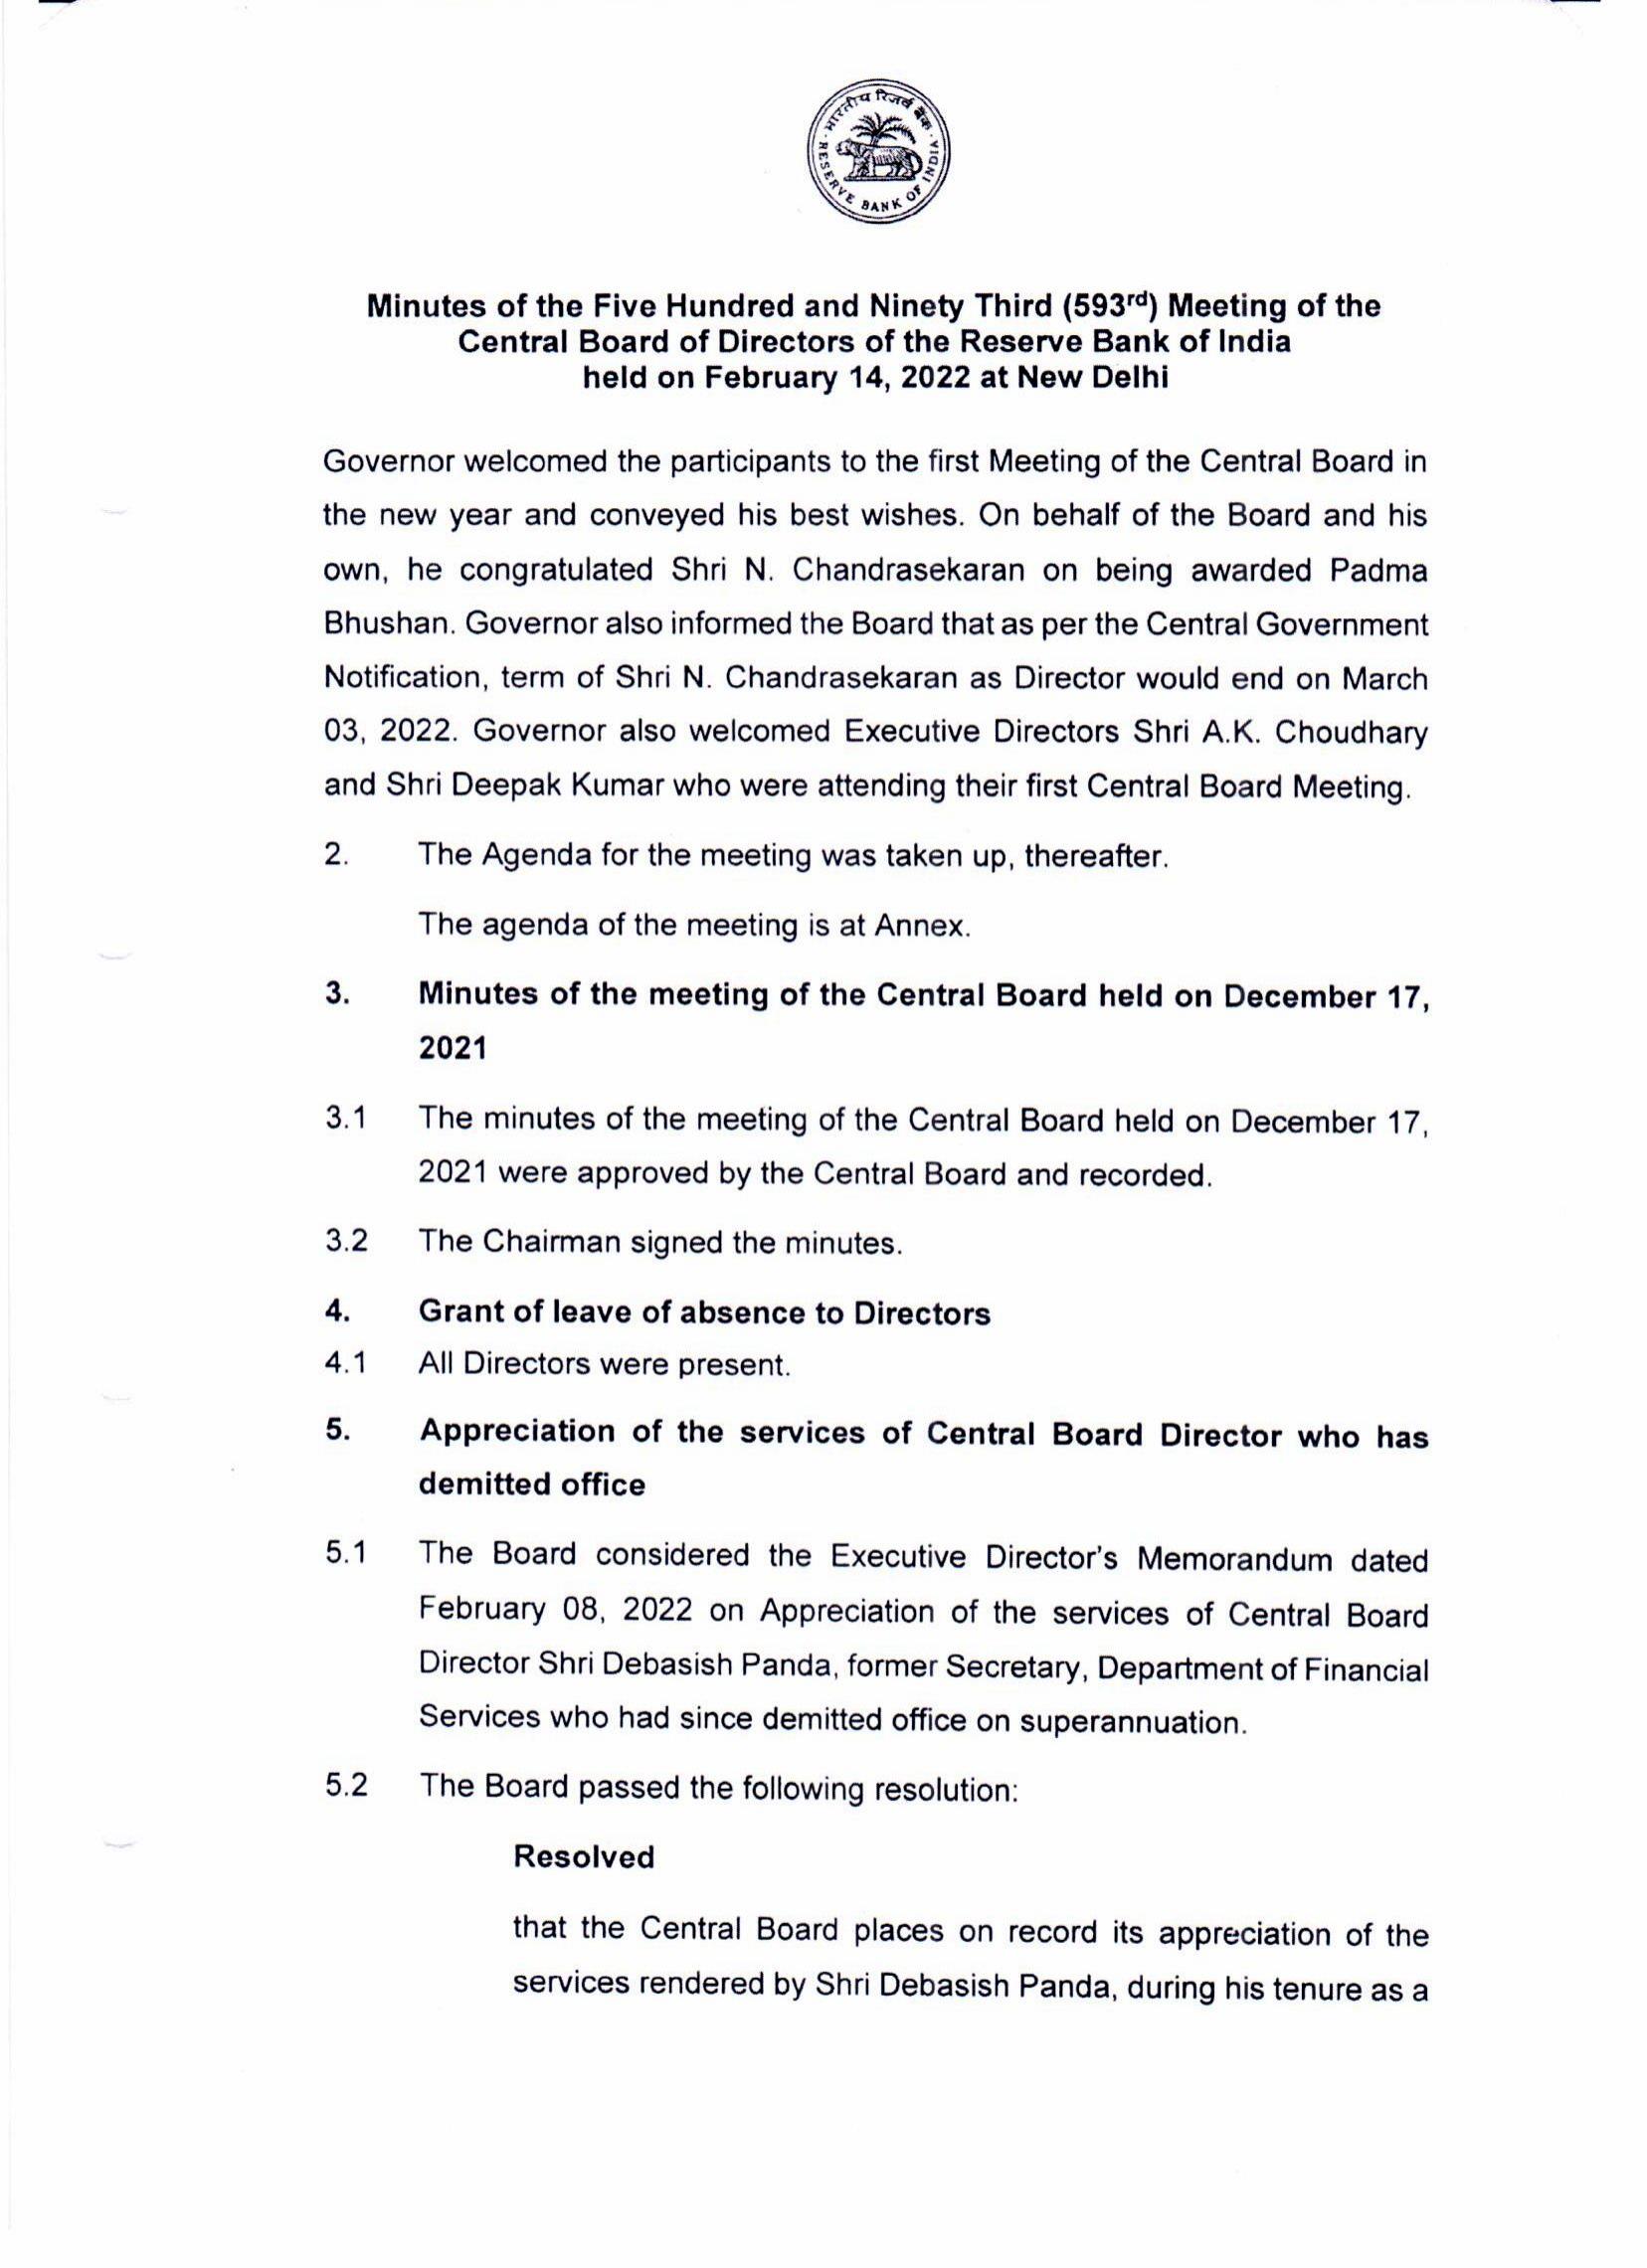 भारतीय रिज़र्व बैंक
RESERVE BANK OF INDIA
Minutes of the Five Hundred and Ninety Third (593rd) Meeting of the
Central Board of Directors of the Reserve Bank of India
held on February 14, 2022 at New Delhi
Governor welcomed the participants to the first Meeting of the Central Board in
the new year and conveyed his best wishes. On behalf of the Board and his
own, he congratulated Shri N. Chandrasekaran on being awarded Padma
Bhushan. Governor also informed the Board that as per the Central Government
Notification, term of Shri N. Chandrasekaran as Director would end on March
03, 2022. Governor also welcomed Executive Directors Shri A.K. Choudhary
and Shri Deepak Kumar who were attending their first Central Board Meeting.
2. The Agenda for the meeting was taken up, thereafter.
The agenda of the meeting is at Annex.
3. Minutes of the meeting of the Central Board held on December 17,
2021
3.1 The minutes of the meeting of the Central Board held on December 17,
2021 were approved by the Central Board and recorded.
3.2 The Chairman signed the minutes.
4. Grant of leave of absence to Directors
4.1 All Directors were present.
5. Appreciation of the services of Central Board Director who has
demitted office
5.1 The Board considered the Executive Director's Memorandum dated
February 08, 2022 on Appreciation of the services of Central Board
Director Shri Debasish Panda, former Secretary, Department of Financial
Services who had since demitted office on superannuation.
5.2 The Board passed the following resolution:
Resolved
that the Central Board places on record its appreciation of the
services rendered by Shri Debasish Panda, during his tenure as a